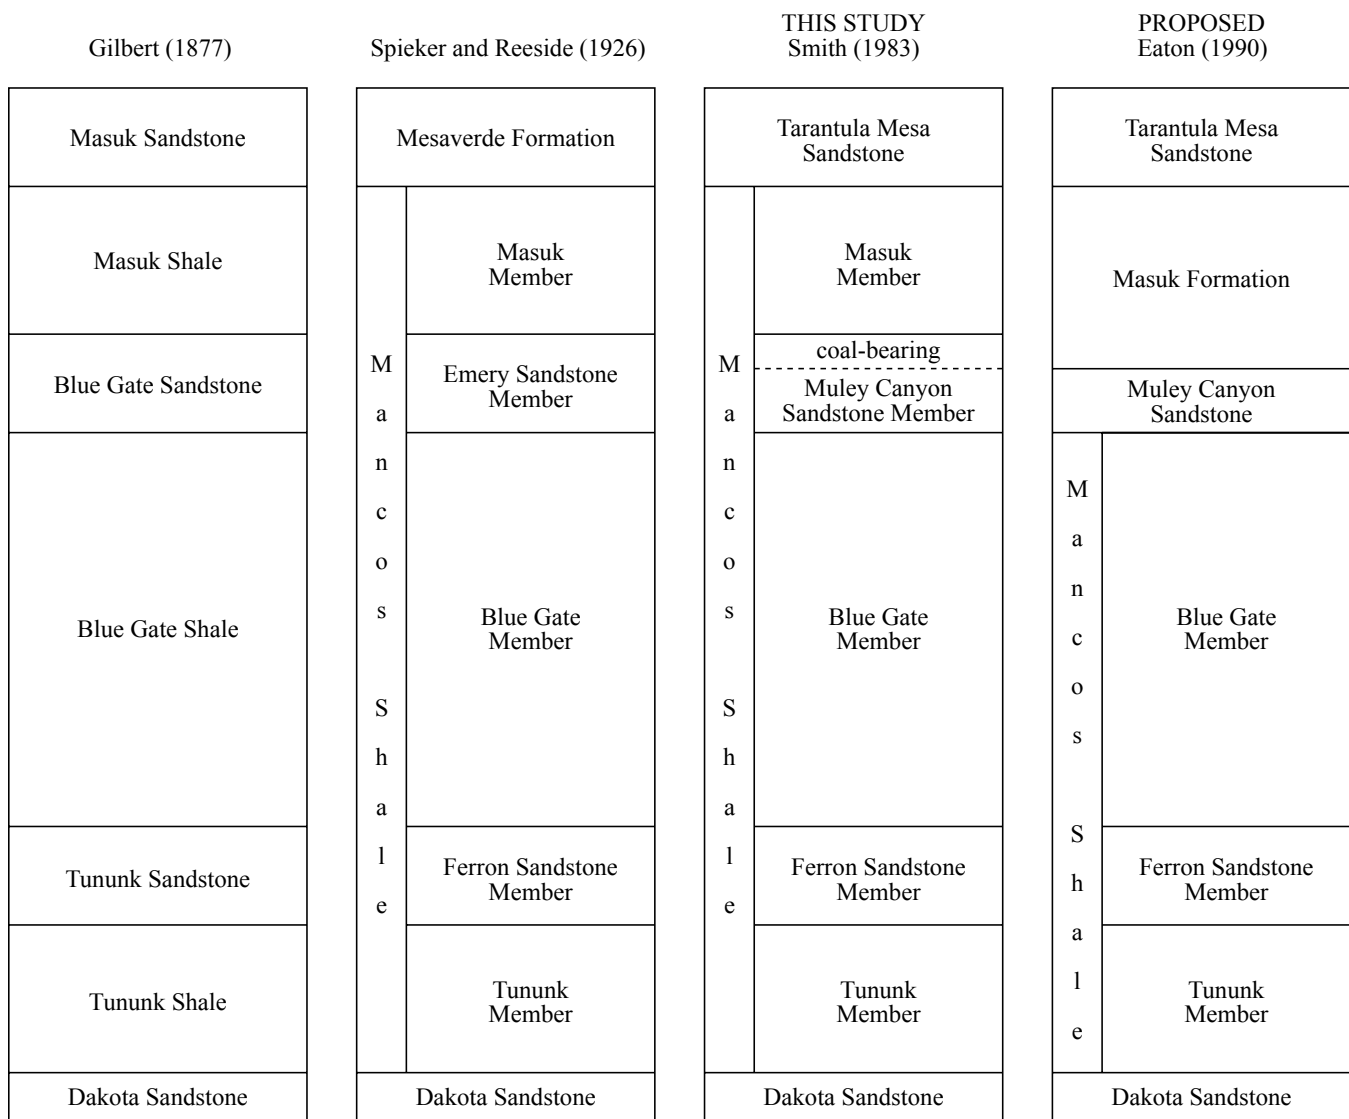 Gilbert (1877)
Masuk Sandstone
Masuk Shale
Blue Gate Sandstone
Blue Gate Shale
Tununk Sandstone
Tununk Shale
Dakota Sandstone
Spieker and Reeside (1926)
Mesaverde Formation
Mancos Shale
Masuk
Member
Emery Sandstone
Member
Blue Gate
Member
Ferron Sandstone
Member
Tununk
Member
Dakota Sandstone
THIS STUDY
Smith (1983)
Tarantula Mesa
Sandstone
Mancos Shale
Masuk
Member
coal-bearing
Muley Canyon
Sandstone Member
Blue Gate
Member
Ferron Sandstone
Member
Tununk
Member
Dakota Sandstone
PROPOSED
Eaton (1990)
Tarantula Mesa
Sandstone
Masuk Formation
Muley Canyon
Sandstone
Mancos Shale
Blue Gate
Member
Ferron Sandstone
Member
Tununk
Member
Dakota Sandstone